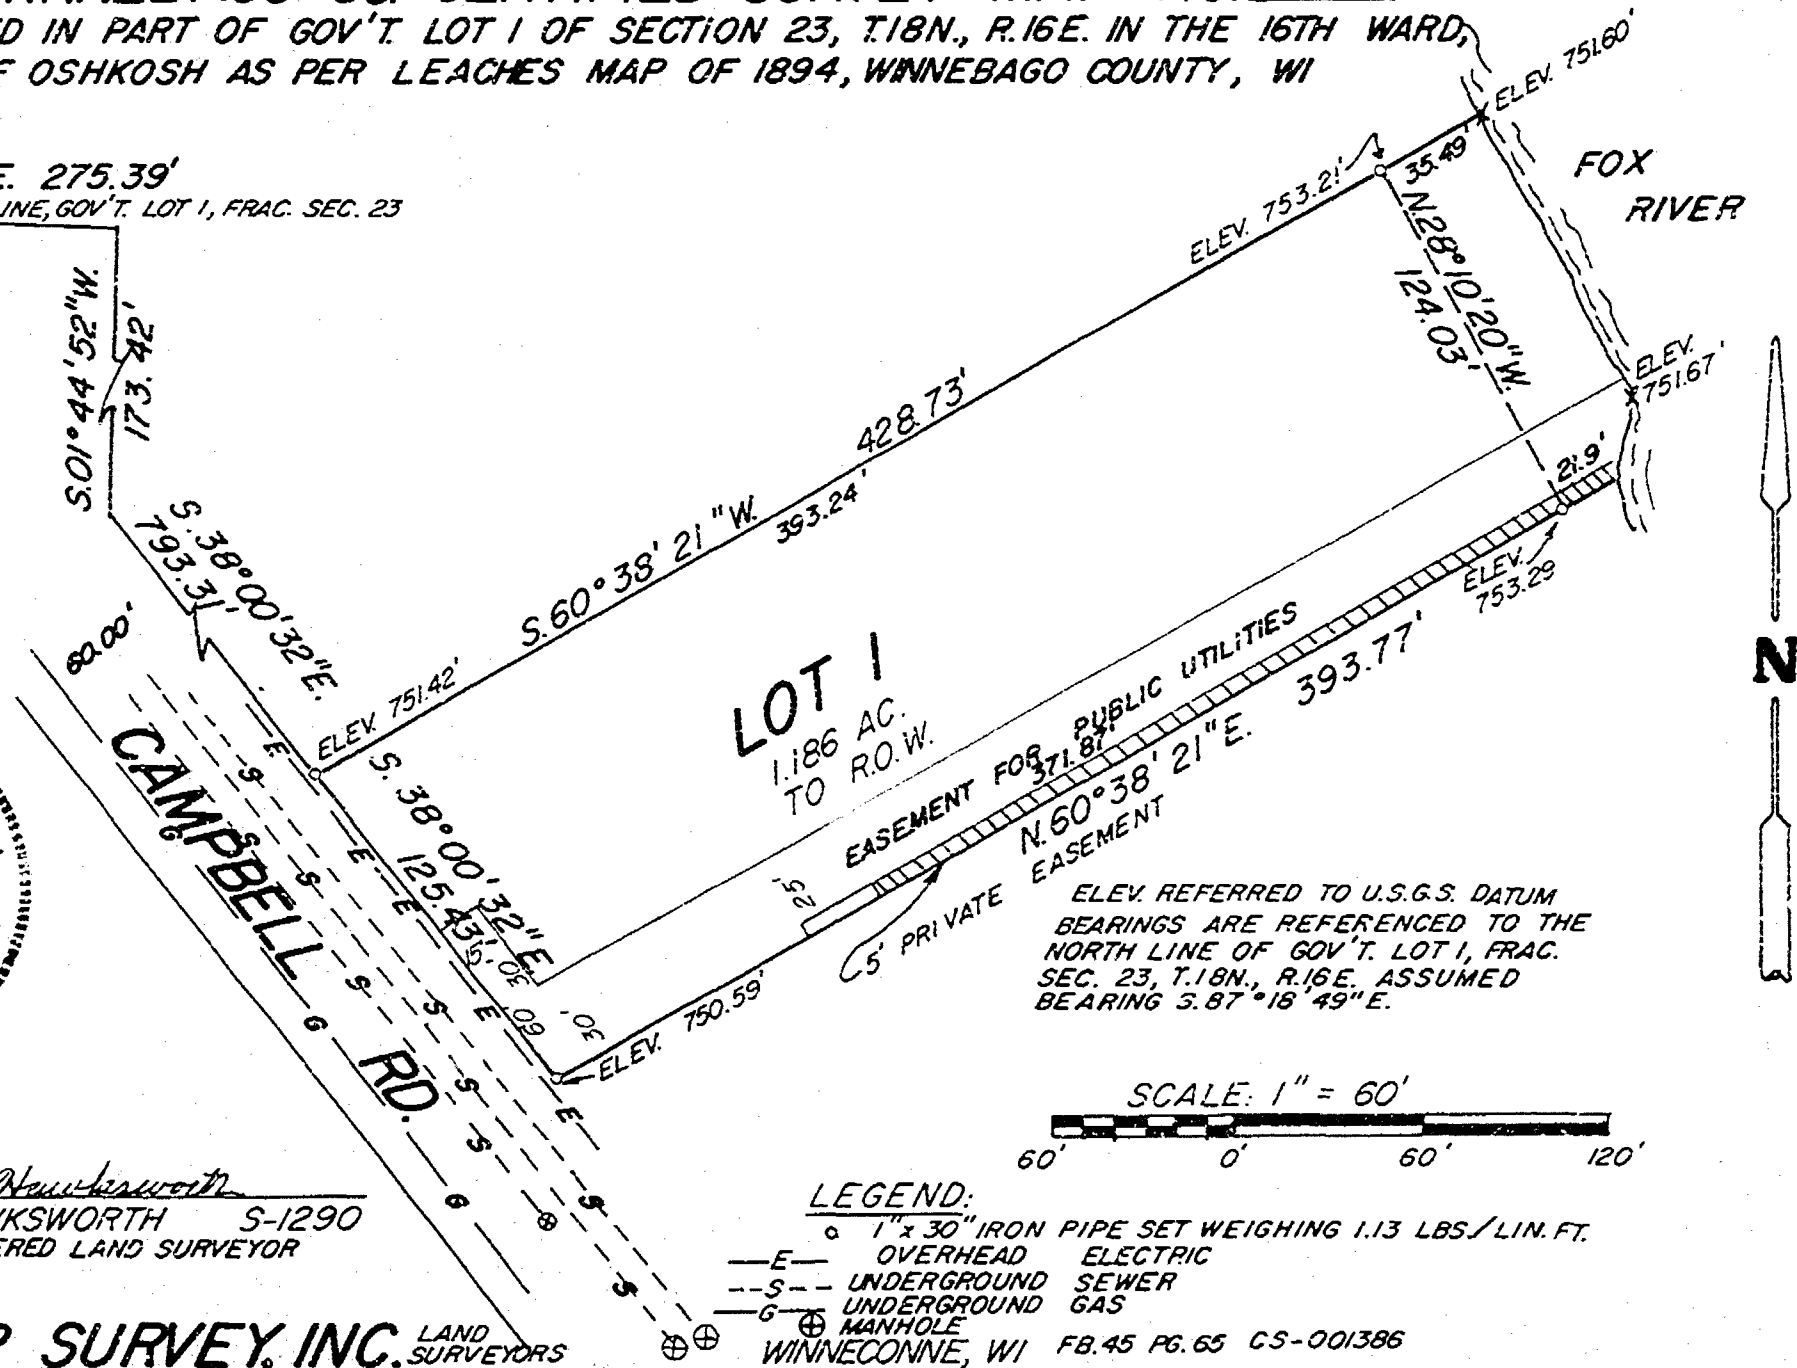 D IN PART OF GOV'T. LOT 1 OF SECTION 23, T.18N., R.16E. IN THE 16TH WARD,
F OSHKOSH AS PER LEACHES MAP OF 1894, WINNEBAGO COUNTY, WI
E. 275.39'
LINE, GOV'T. LOT 1, FRAC. SEC. 23
S.01°44'52"W.
173.42'
S.38°00'32"E.
793.31'
60.00'
ELEV. 751.60'
FOX
RIVER
35.49'
ELEV. 753.21'
N.28°10'20"W.
124.03'
ELEV.
751.67'
428.73'
S.60°38'21"W.
393.24'
21.9'
ELEV.
753.29
ELEV. 751.42'
LOT 1
1.186 AC.
TO R.O.W.
EASEMENT FOR PUBLIC UTILITIES
371.87'
393.77'
N.60°38'21"E.
5' PRIVATE EASEMENT
25'
S.38°00'32"E.
125.43'
5'
30'
60'
30'
ELEV. 750.59'
CAMPBELL RD.
E
E
E
E
E
S
S
S
S
S
S
S
S
S
G
G
G
N
ELEV. REFERRED TO U.S.G.S. DATUM
BEARINGS ARE REFERENCED TO THE
NORTH LINE OF GOV'T. LOT 1, FRAC.
SEC. 23, T.18N., R.16E. ASSUMED
BEARING S.87°18'49"E.
SCALE: 1" = 60'
60' 0' 60' 120'
Hawksworth
KSWORTH S-1290
ERED LAND SURVEYOR
LEGEND:
1"x 30" IRON PIPE SET WEIGHING 1.13 LBS./LIN. FT.
—E— OVERHEAD ELECTRIC
--S-- UNDERGROUND SEWER
—G— UNDERGROUND GAS
MANHOLE
SURVEY, INC. LAND SURVEYORS
WINNECONNE, WI FB.45 PG.65 CS-001386